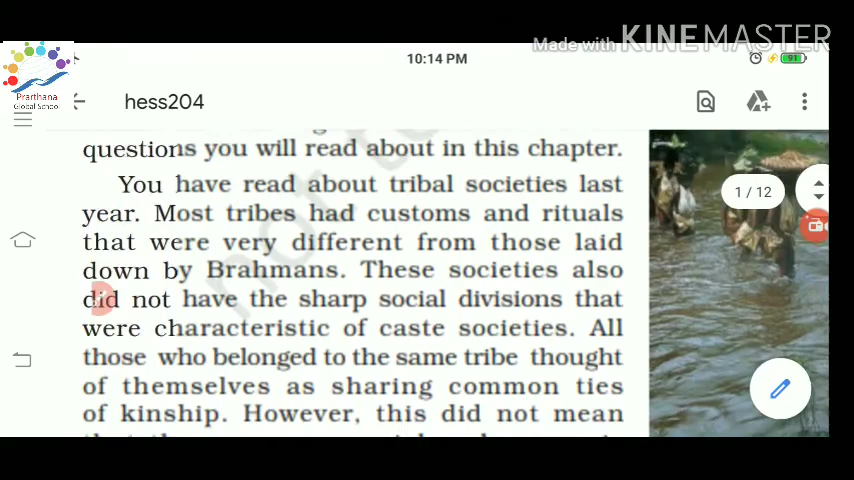 Made with KINEMASTER
Prarthana
Global School
10:14 PM
91
hess204
questions you will read about in this chapter.
1 / 12
You have read about tribal societies last
year. Most tribes had customs and rituals
that were very different from those laid
down by Brahmans. These societies also
did not have the sharp social divisions that
were characteristic of caste societies. All
those who belonged to the same tribe thought
of themselves as sharing common ties
of kinship. However, this did not mean